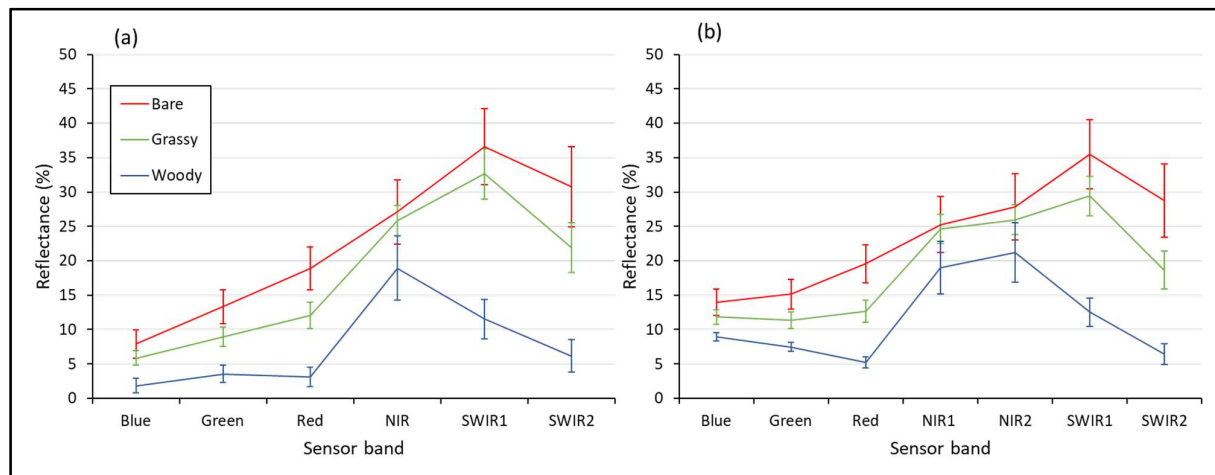 (a)
50
45
40
35
30
25
20
15
10
5
0
Reflectance (%)
Bare
Grassy
Woody
Blue Green Red NIR SWIR1 SWIR2
Sensor band
(b)
50
45
40
35
30
25
20
15
10
5
0
Reflectance (%)
Blue Green Red NIR1 NIR2 SWIR1 SWIR2
Sensor band